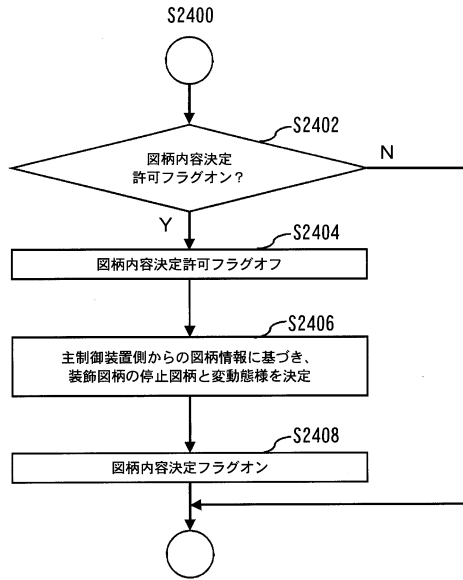 S2400
S2402
図柄内容決定
許可フラグオン?
N
Y
S2404
図柄内容決定許可フラグオフ
S2406
主制御装置側からの図柄情報に基づき、
装飾図柄の停止図柄と変動態様を決定
S2408
図柄内容決定フラグオン